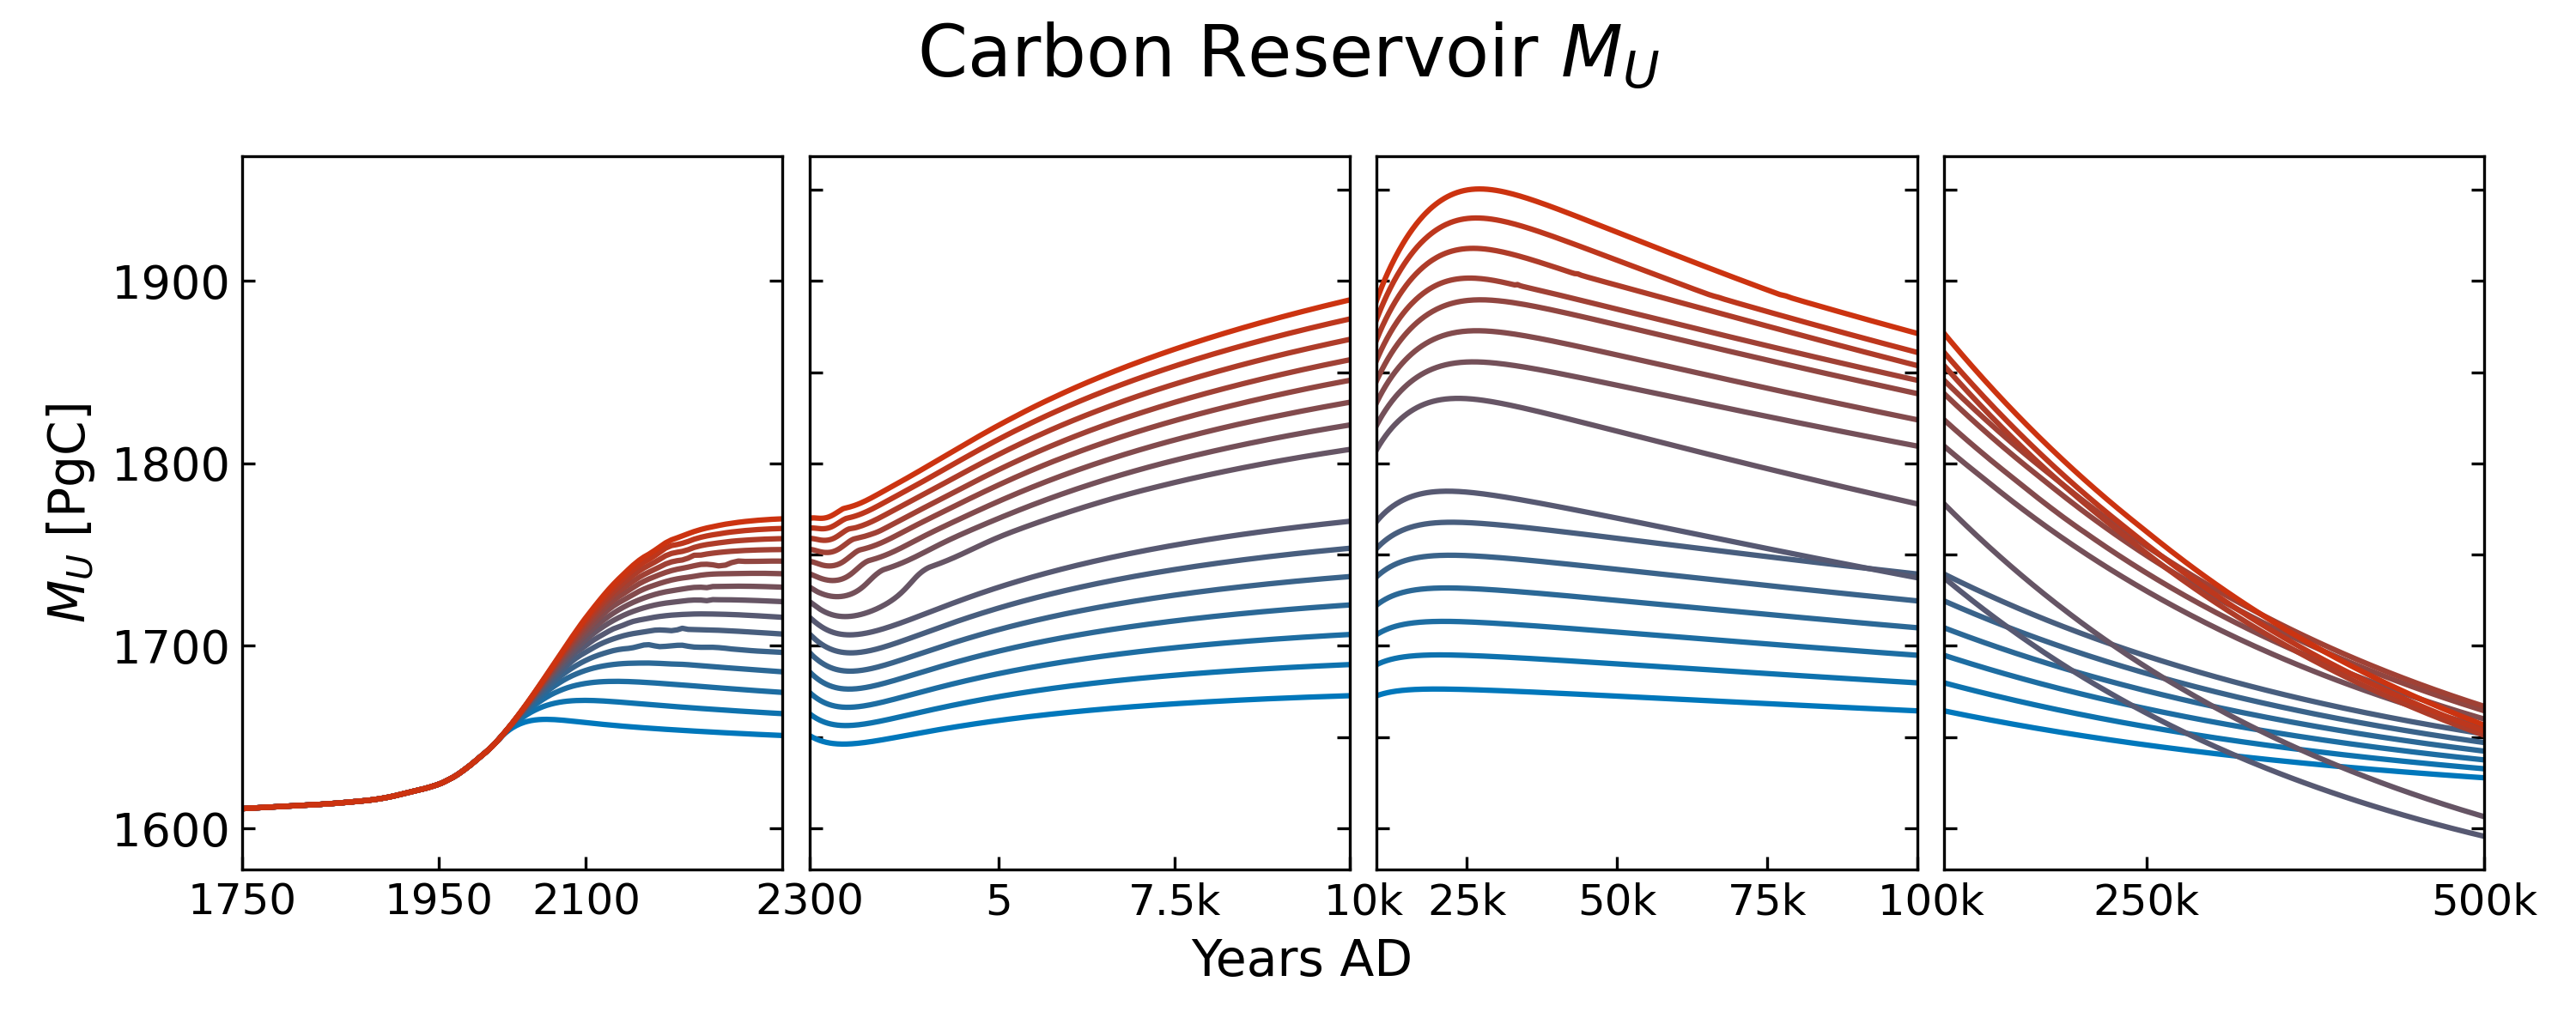 Carbon Reservoir M_U
M_U [PgC]
1900
1800
1700
1600
1750 1950 2100 2300 5 7.5k 10k 25k 50k 75k 100k 250k 500k
Years AD